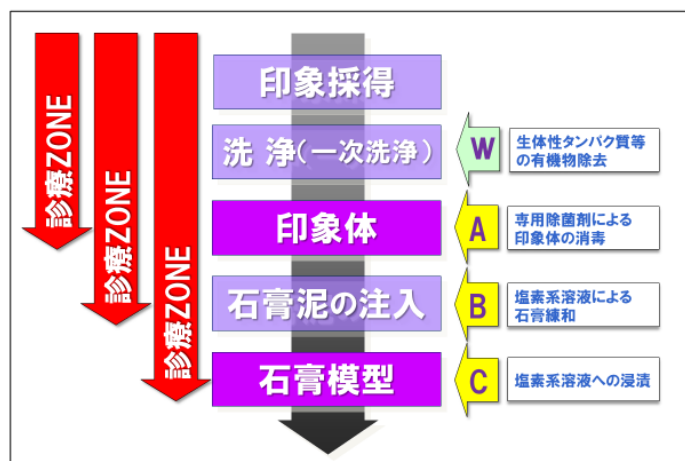 診療ZONE
診療ZONE
診療ZONE
印象採得
洗 浄(一次洗浄)
W
生体性タンパク質等
の有機物除去
印象体
A
専用除菌剤による
印象体の消毒
石膏泥の注入
B
塩素系溶液による
石膏練和
石膏模型
C
塩素系溶液への浸漬